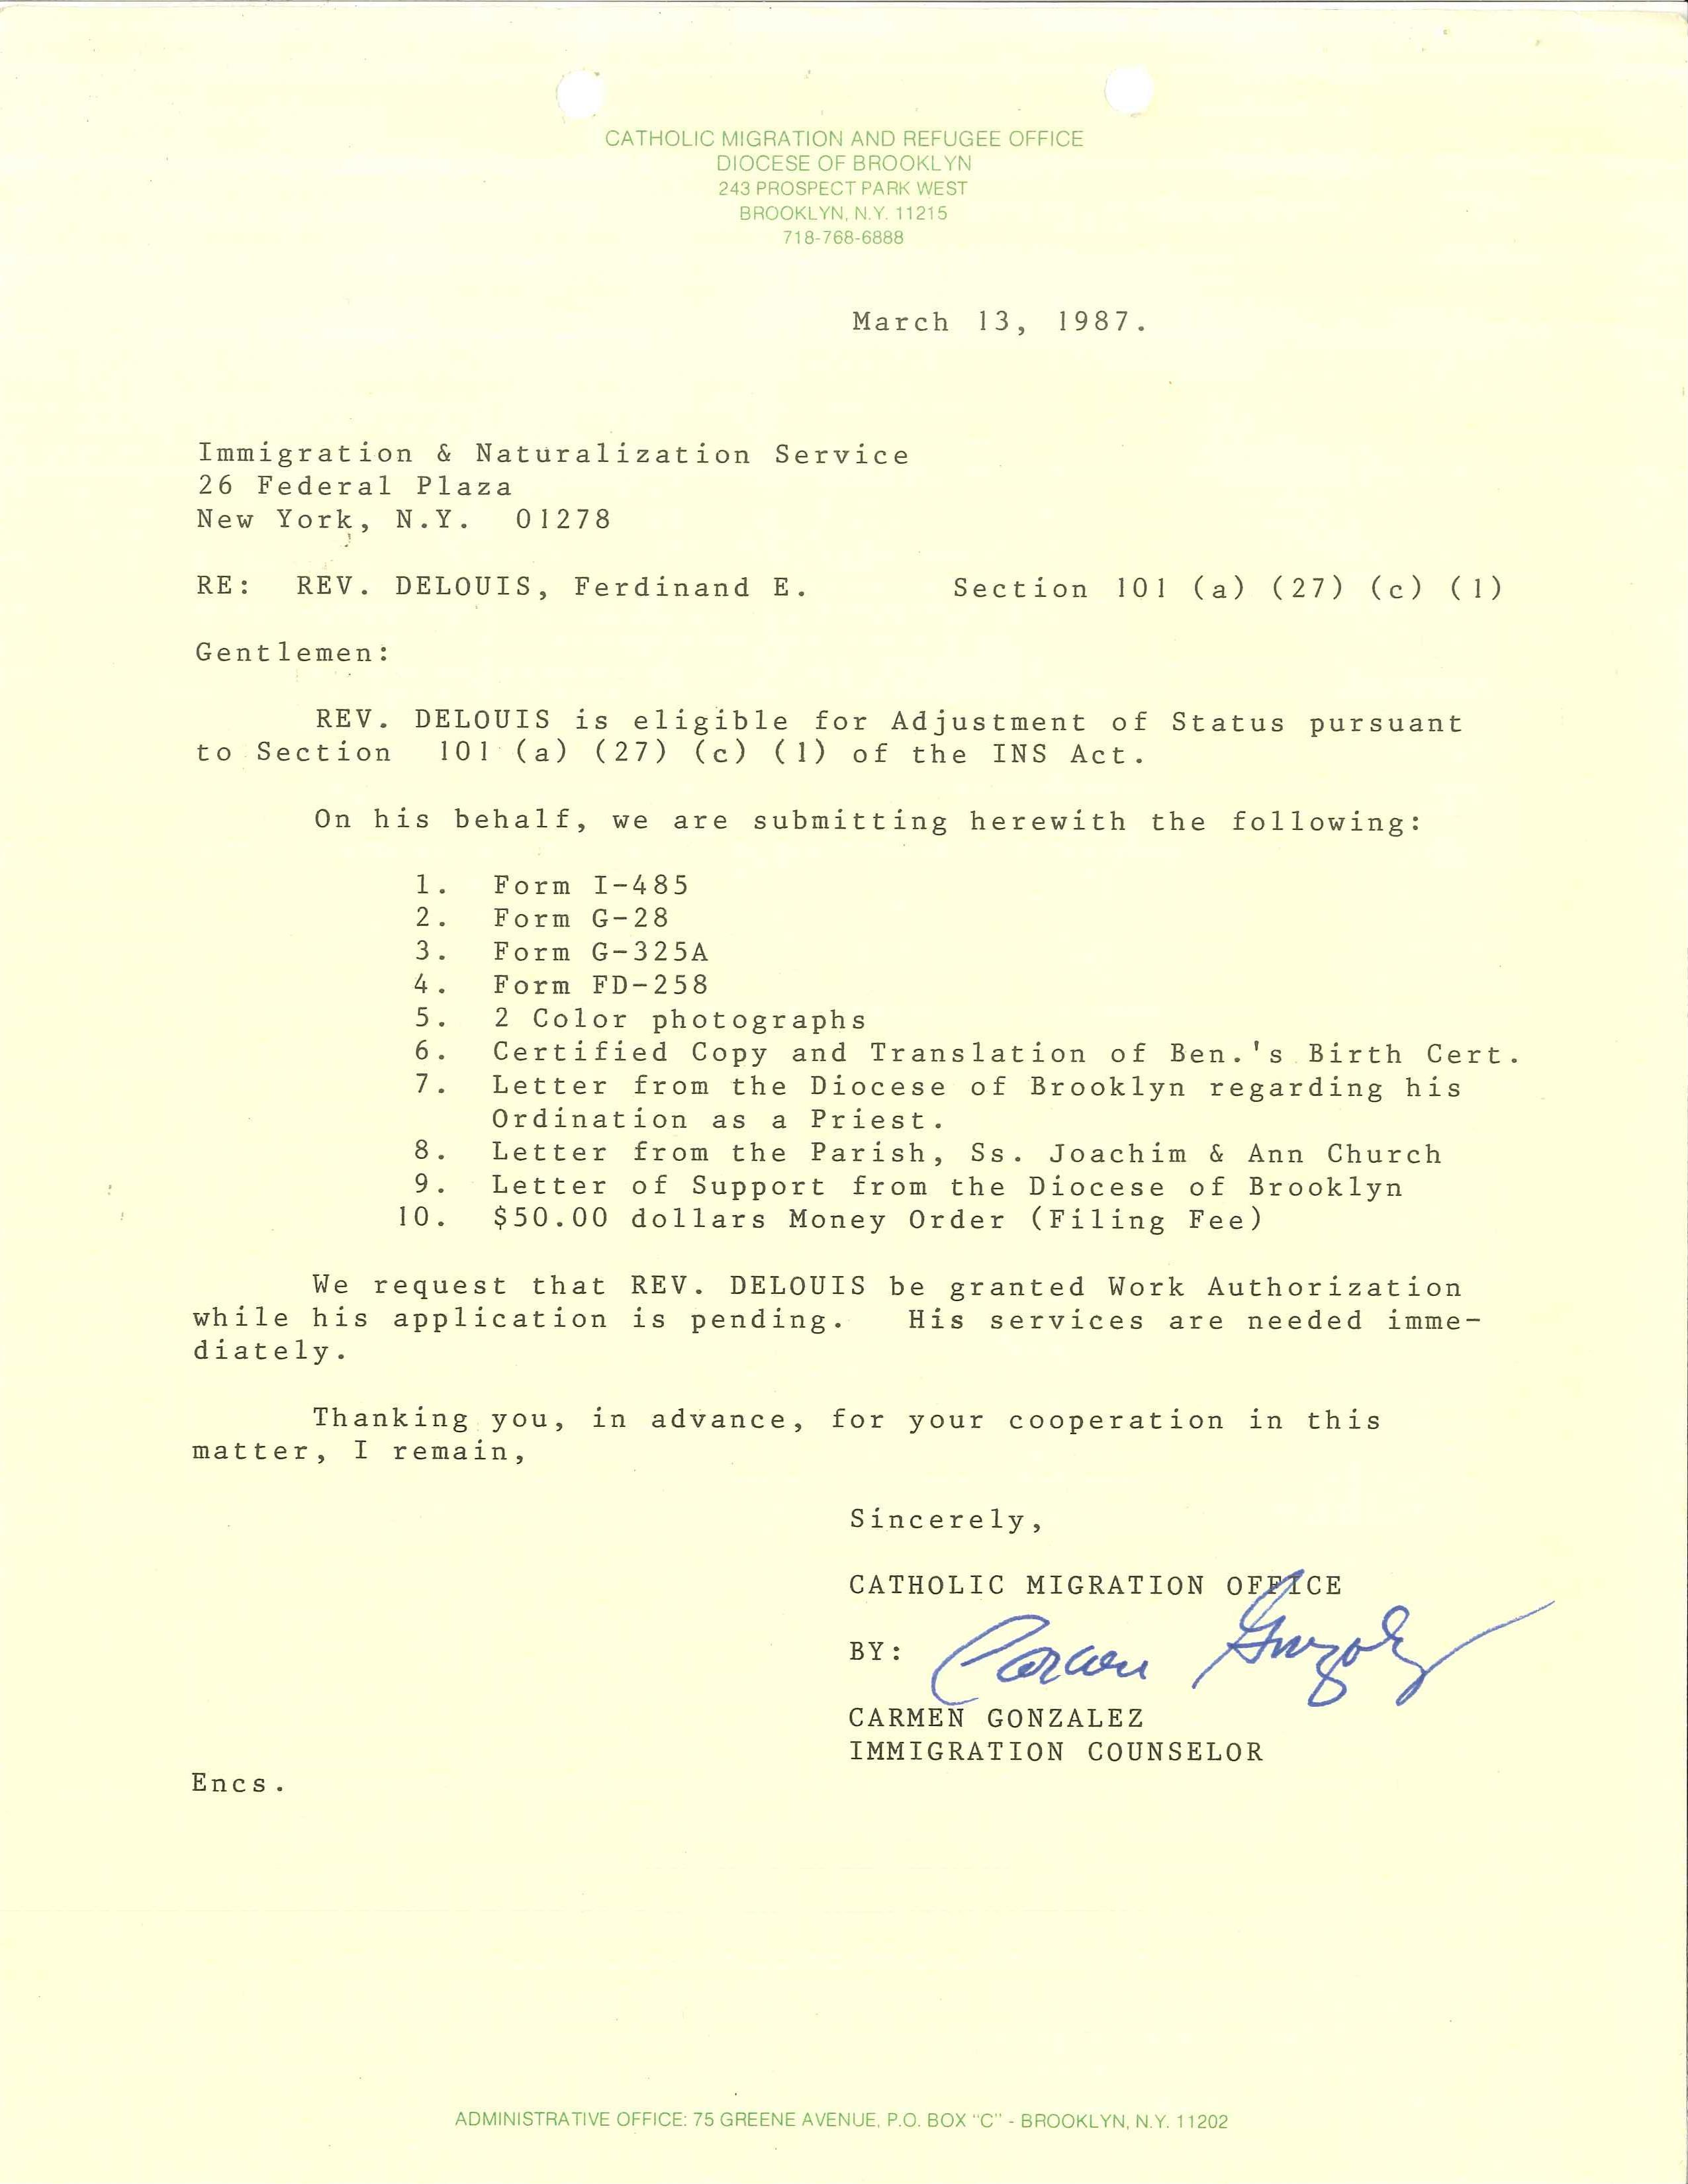 CATHOLIC MIGRATION AND REFUGEE OFFICE
DIOCESE OF BROOKLYN
243 PROSPECT PARK WEST
BROOKLYN, N.Y. 11215
718-768-6888
March 13, 1987.
Immigration & Naturalization Service
26 Federal Plaza
New York, N.Y. 01278
RE: REV. DELOUIS, Ferdinand E. Section 101 (a) (27) (c) (1)
Gentlemen:
REV. DELOUIS is eligible for Adjustment of Status pursuant
to Section 101 (a) (27) (c) (1) of the INS Act.
On his behalf, we are submitting herewith the following:
1. Form I-485
2. Form G-28
3. Form G-325A
4. Form FD-258
5. 2 Color photographs
6. Certified Copy and Translation of Ben.'s Birth Cert.
7. Letter from the Diocese of Brooklyn regarding his
Ordination as a Priest.
8. Letter from the Parish, Ss. Joachim & Ann Church
9. Letter of Support from the Diocese of Brooklyn
10. $50.00 dollars Money Order (Filing Fee)
We request that REV. DELOUIS be granted Work Authorization
while his application is pending. His services are needed imme-
diately.
Thanking you, in advance, for your cooperation in this
matter, I remain,
Sincerely,
CATHOLIC MIGRATION OFFICE
BY: Carmen Gonzalez
CARMEN GONZALEZ
IMMIGRATION COUNSELOR
Encs.
ADMINISTRATIVE OFFICE: 75 GREENE AVENUE, P.O. BOX "C" - BROOKLYN, N.Y. 11202